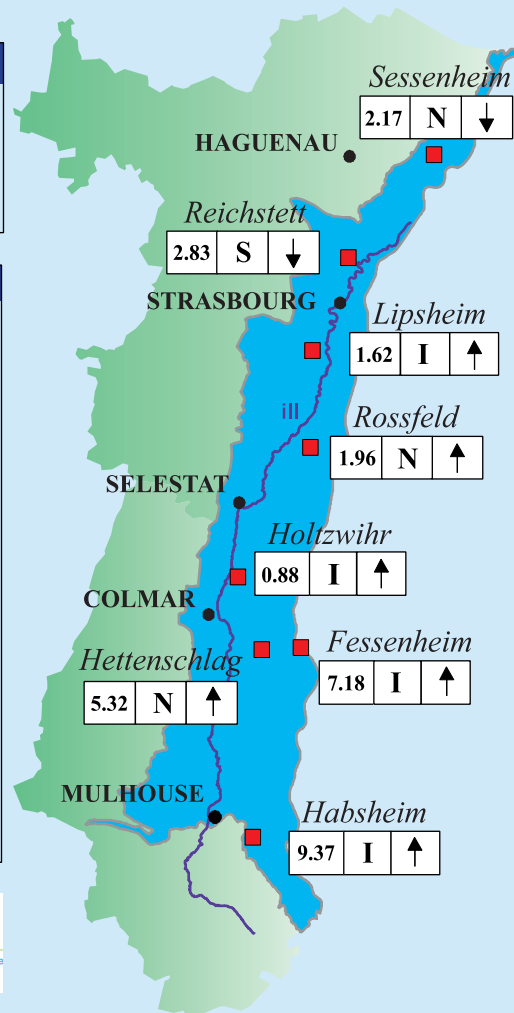 Sessenheim
2.17 N ↓
HAGUENAU
Reichstett
2.83 S ↓
STRASBOURG
Lipsheim
1.62 I ↑
ill
Rossfeld
1.96 N ↑
SELESTAT
Holtzwihr
0.88 I ↑
COLMAR
Fessenheim
7.18 I ↑
Hettenschlag
5.32 N ↑
MULHOUSE
Habsheim
9.37 I ↑